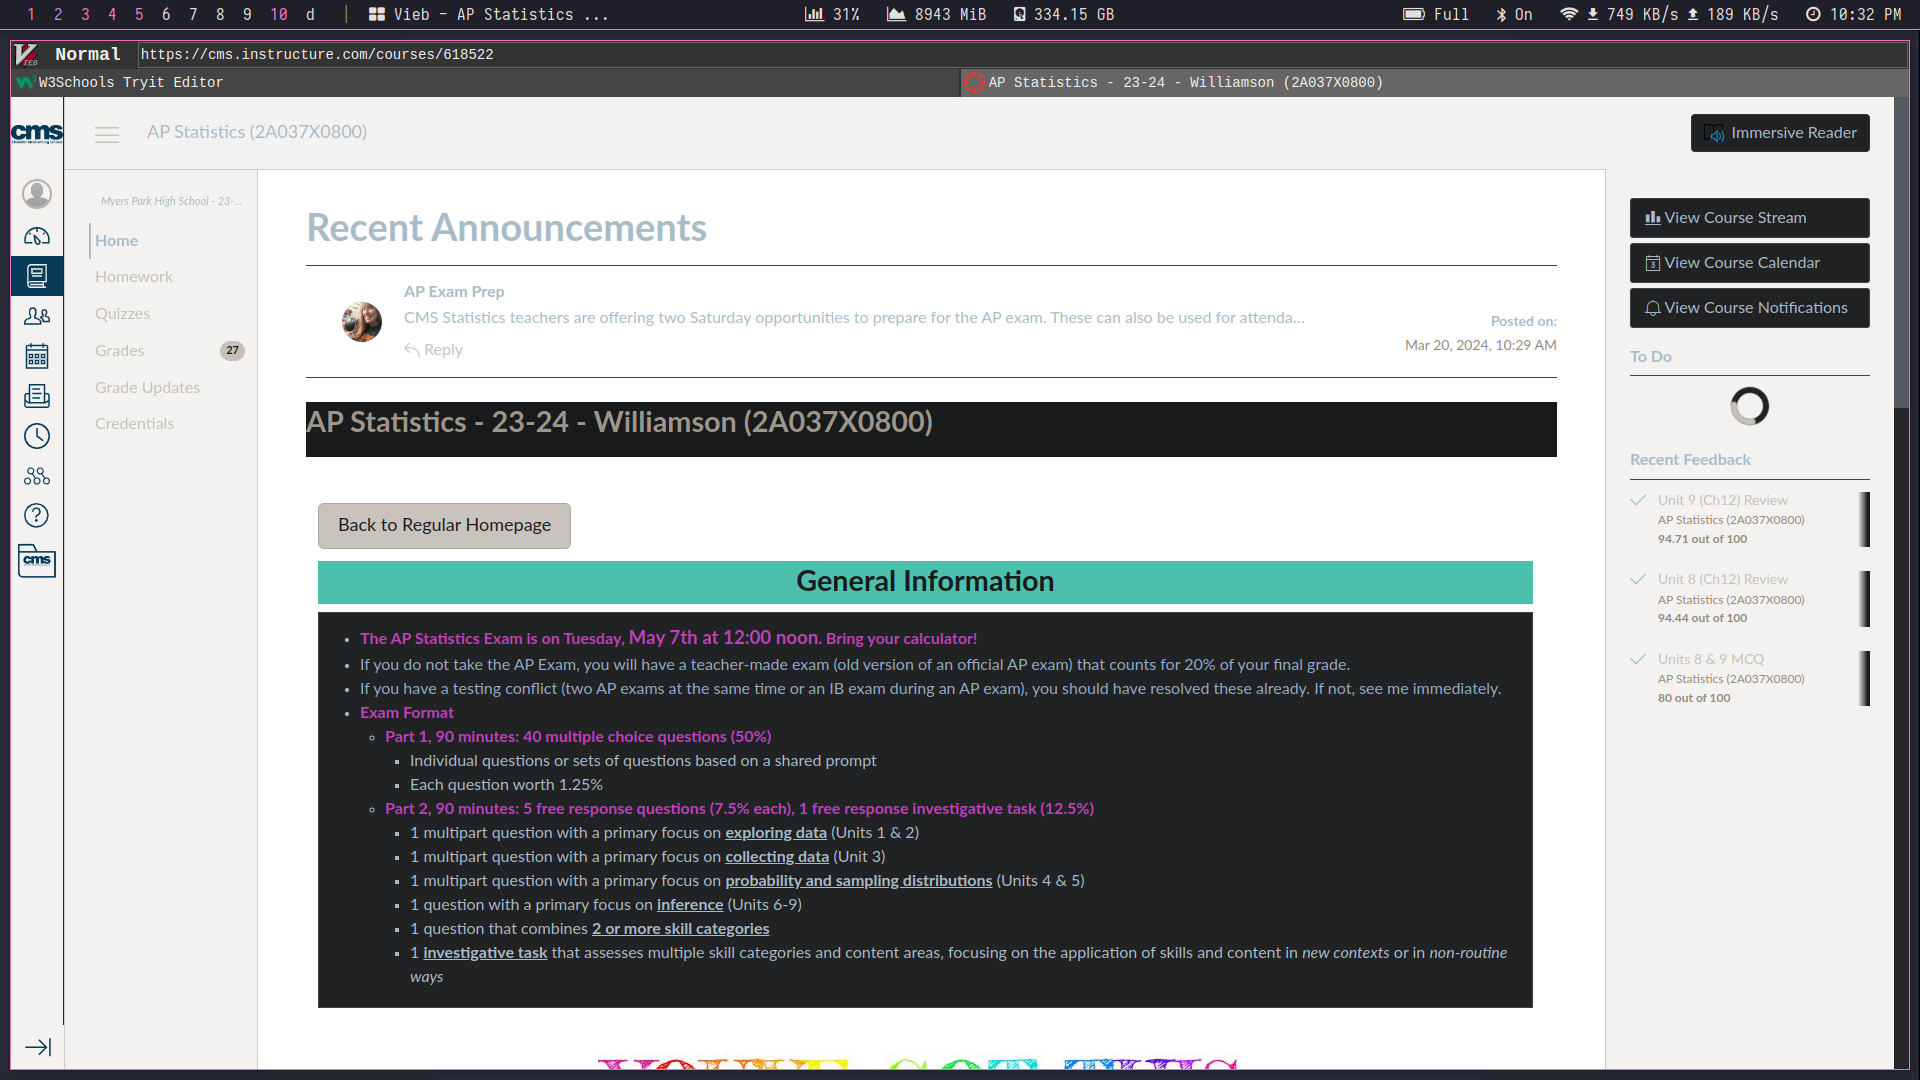 1 2 3 4 5 6 7 8 9 10 d | Vieb - AP Statistics ... 31% 8943 MiB 334.15 GB Full On 749 KB/s 189 KB/s 10:32 PM
VIEB Normal https://cms.instructure.com/courses/618522
W3Schools Tryit Editor AP Statistics - 23-24 - Williamson (2A037X0800)
cms
AP Statistics (2A037X0800)
Immersive Reader
Myers Park High School - 23-...
Home
Homework
Quizzes
Grades 27
Grade Updates
Credentials
cms
Recent Announcements
AP Exam Prep
CMS Statistics teachers are offering two Saturday opportunities to prepare for the AP exam. These can also be used for attenda...
Reply
Posted on:
Mar 20, 2024, 10:29 AM
AP Statistics - 23-24 - Williamson (2A037X0800)
Back to Regular Homepage
General Information
The AP Statistics Exam is on Tuesday, May 7th at 12:00 noon. Bring your calculator!
If you do not take the AP Exam, you will have a teacher-made exam (old version of an official AP exam) that counts for 20% of your final grade.
If you have a testing conflict (two AP exams at the same time or an IB exam during an AP exam), you should have resolved these already. If not, see me immediately.
Exam Format
Part 1, 90 minutes: 40 multiple choice questions (50%)
Individual questions or sets of questions based on a shared prompt
Each question worth 1.25%
Part 2, 90 minutes: 5 free response questions (7.5% each), 1 free response investigative task (12.5%)
1 multipart question with a primary focus on exploring data (Units 1 & 2)
1 multipart question with a primary focus on collecting data (Unit 3)
1 multipart question with a primary focus on probability and sampling distributions (Units 4 & 5)
1 question with a primary focus on inference (Units 6-9)
1 question that combines 2 or more skill categories
1 investigative task that assesses multiple skill categories and content areas, focusing on the application of skills and content in new contexts or in non-routine
ways
View Course Stream
View Course Calendar
View Course Notifications
To Do
Recent Feedback
Unit 9 (Ch12) Review
AP Statistics (2A037X0800)
94.71 out of 100
Unit 8 (Ch12) Review
AP Statistics (2A037X0800)
94.44 out of 100
Units 8 & 9 MCQ
AP Statistics (2A037X0800)
80 out of 100